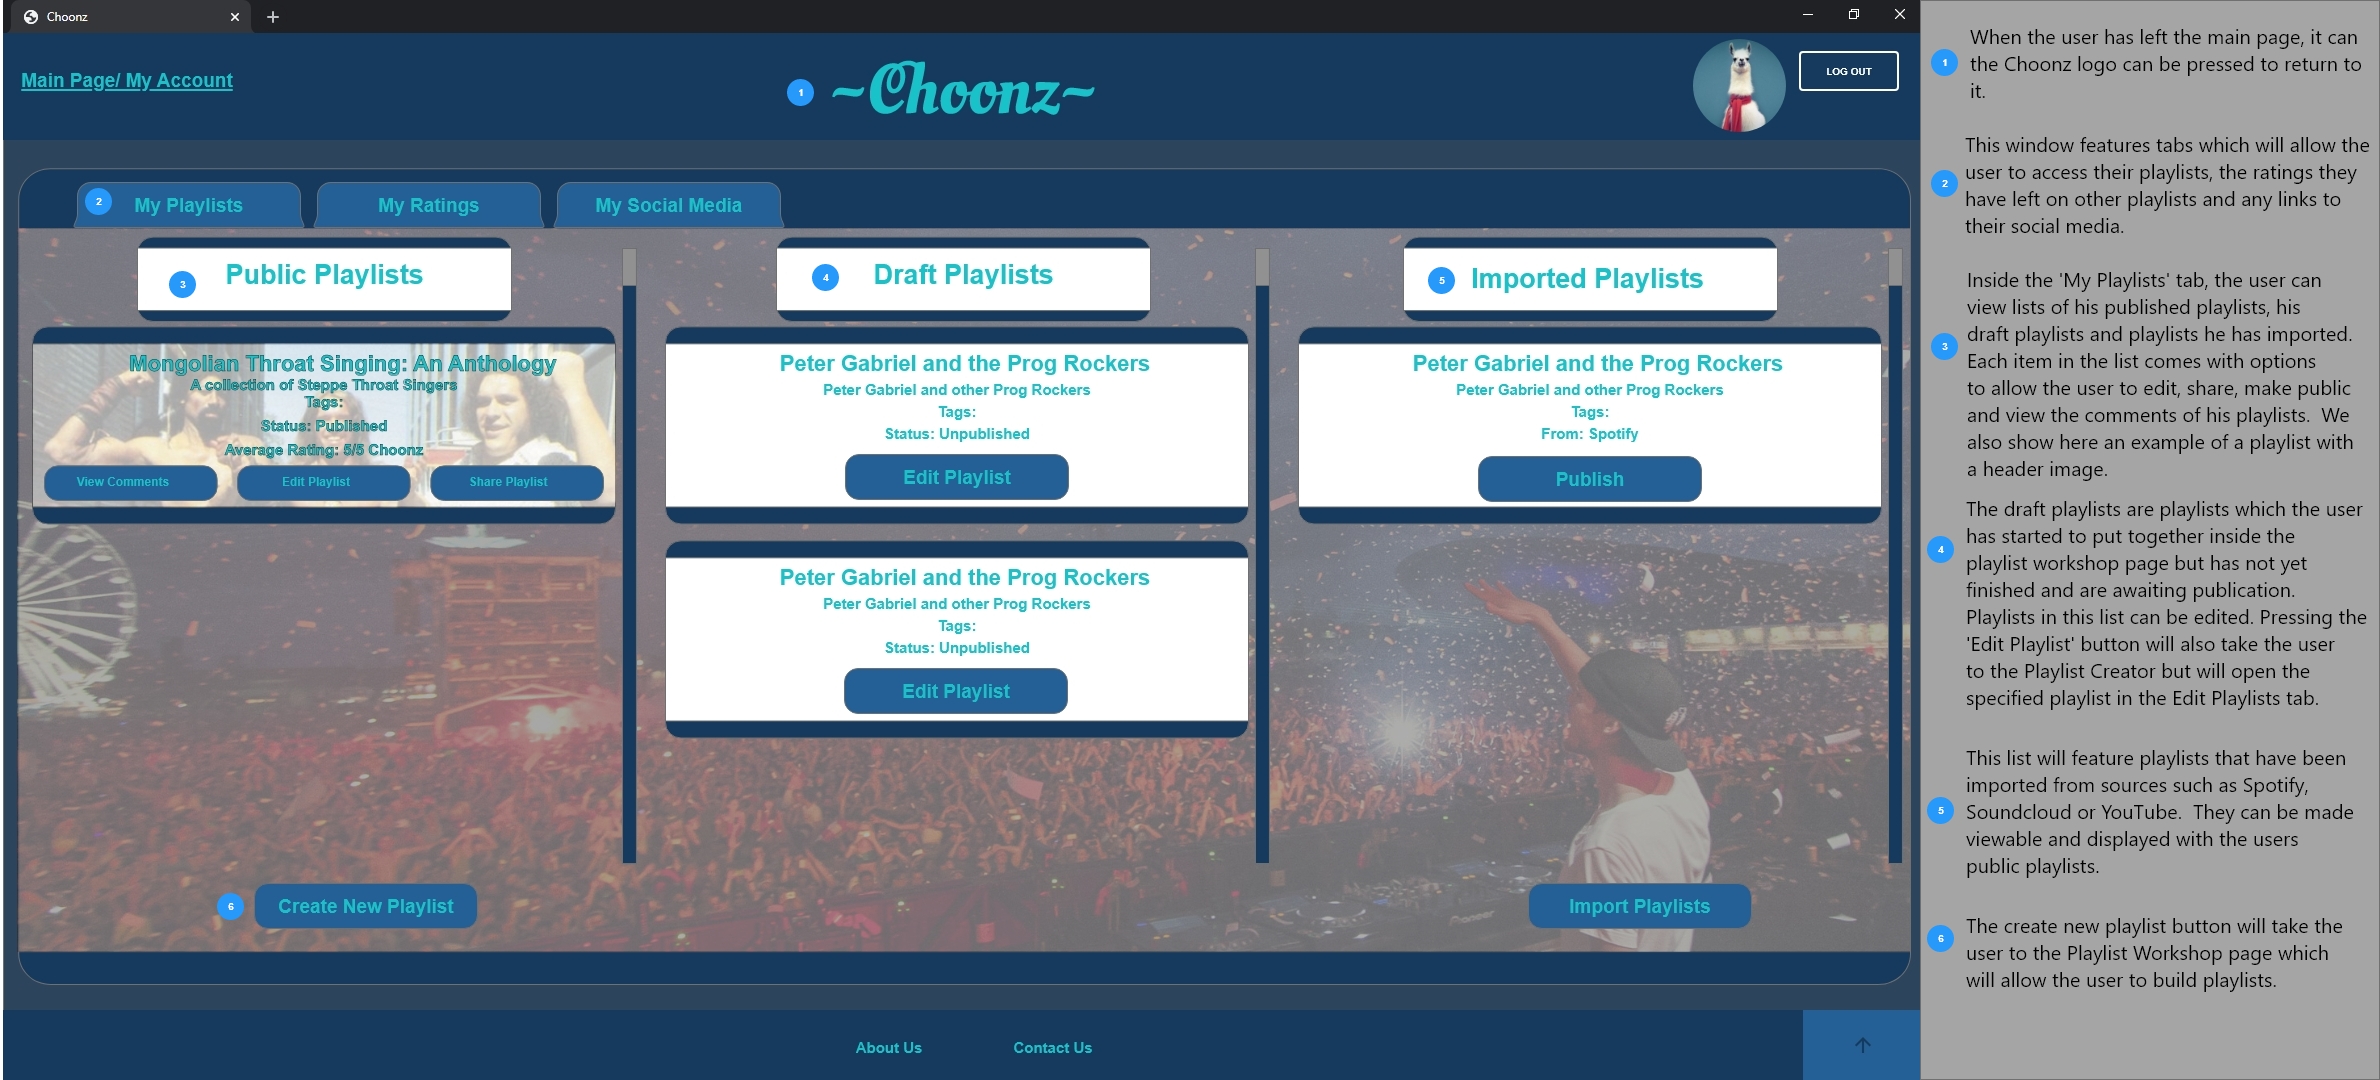 Choonz
Main Page/ My Account
1
~Choonz~
LOG OUT
2
My Playlists
My Ratings
My Social Media
3
Public Playlists
4
Draft Playlists
5
Imported Playlists
Mongolian Throat Singing: An Anthology
A collection of Steppe Throat Singers
Tags:
Status: Published
Average Rating: 5/5 Choonz
View Comments
Edit Playlist
Share Playlist
Peter Gabriel and the Prog Rockers
Peter Gabriel and other Prog Rockers
Tags:
Status: Unpublished
Edit Playlist
Peter Gabriel and the Prog Rockers
Peter Gabriel and other Prog Rockers
Tags:
Status: Unpublished
Edit Playlist
Peter Gabriel and the Prog Rockers
Peter Gabriel and other Prog Rockers
Tags:
From: Spotify
Publish
6
Create New Playlist
Import Playlists
About Us
Contact Us
1
When the user has left the main page, it can
the Choonz logo can be pressed to return to
it.
2
This window features tabs which will allow the
user to access their playlists, the ratings they
have left on other playlists and any links to
their social media.
3
Inside the 'My Playlists' tab, the user can
view lists of his published playlists, his
draft playlists and playlists he has imported.
Each item in the list comes with options
to allow the user to edit, share, make public
and view the comments of his playlists.  We
also show here an example of a playlist with
a header image.
4
The draft playlists are playlists which the user
has started to put together inside the
playlist workshop page but has not yet
finished and are awaiting publication.
Playlists in this list can be edited. Pressing the
'Edit Playlist' button will also take the user
to the Playlist Creator but will open the
specified playlist in the Edit Playlists tab.
5
This list will feature playlists that have been
imported from sources such as Spotify,
Soundcloud or YouTube.  They can be made
viewable and displayed with the users
public playlists.
6
The create new playlist button will take the
user to the Playlist Workshop page which
will allow the user to build playlists.